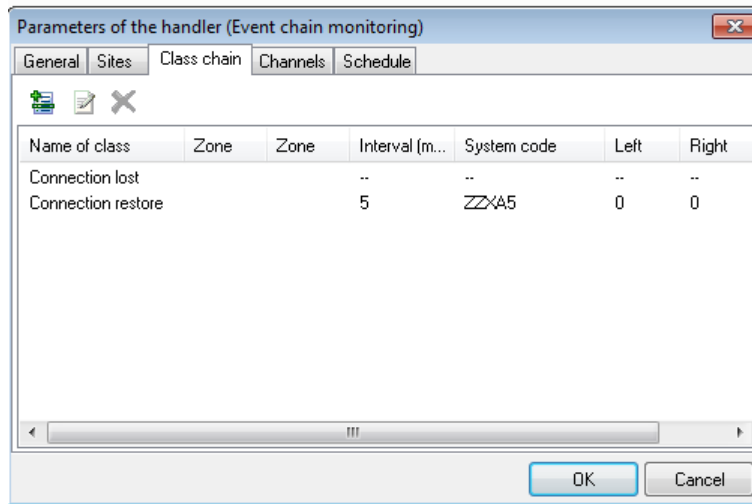 Parameters of the handler (Event chain monitoring)
General Sites Class chain Channels Schedule
Name of class Zone Zone Interval (m... System code Left Right
Connection lost -- -- -- --
Connection restore 5 ZZXA5 0 0
OK Cancel